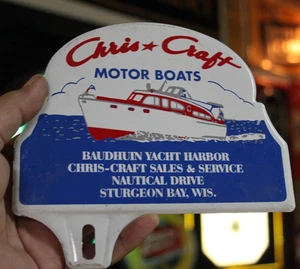 Chris ★ Craft
MOTOR BOATS
BAUDHUIN YACHT HARBOR
CHRIS-CRAFT SALES & SERVICE
NAUTICAL DRIVE
STURGEON BAY, WIS.